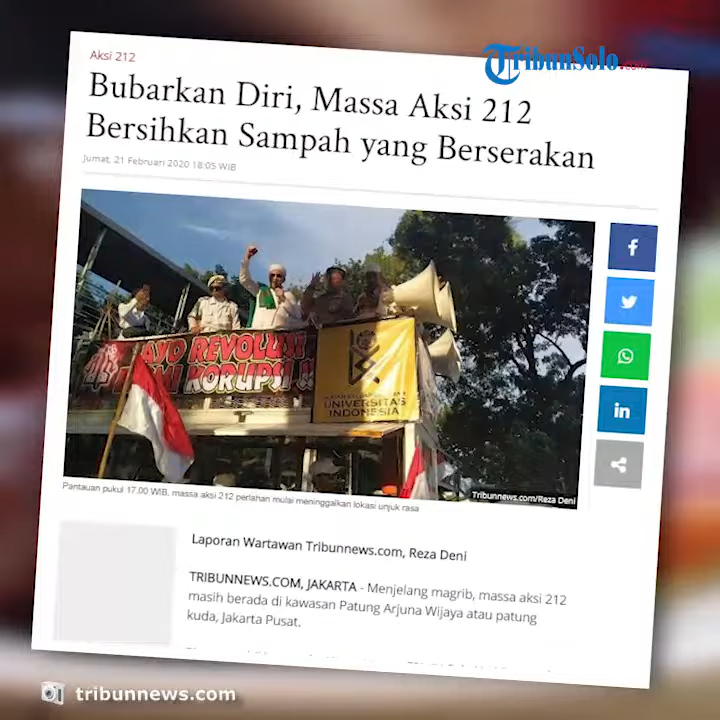 TribunSolo.com
Aksi 212
Bubarkan Diri, Massa Aksi 212
Bersihkan Sampah yang Berserakan
Jumat, 21 Februari 2020 18:05 WIB
AYO REVOLUSI
KORUPSI !!
UNIVERSITAS
INDONESIA
Tribunnews.com/Reza Deni
Pantauan pukul 17.00 WIB, massa aksi 212 perlahan mulai meninggalkan lokasi unjuk rasa
Laporan Wartawan Tribunnews.com, Reza Deni
TRIBUNNEWS.COM, JAKARTA - Menjelang magrib, massa aksi 212
masih berada di kawasan Patung Arjuna Wijaya atau patung
kuda, Jakarta Pusat.
tribunnews.com